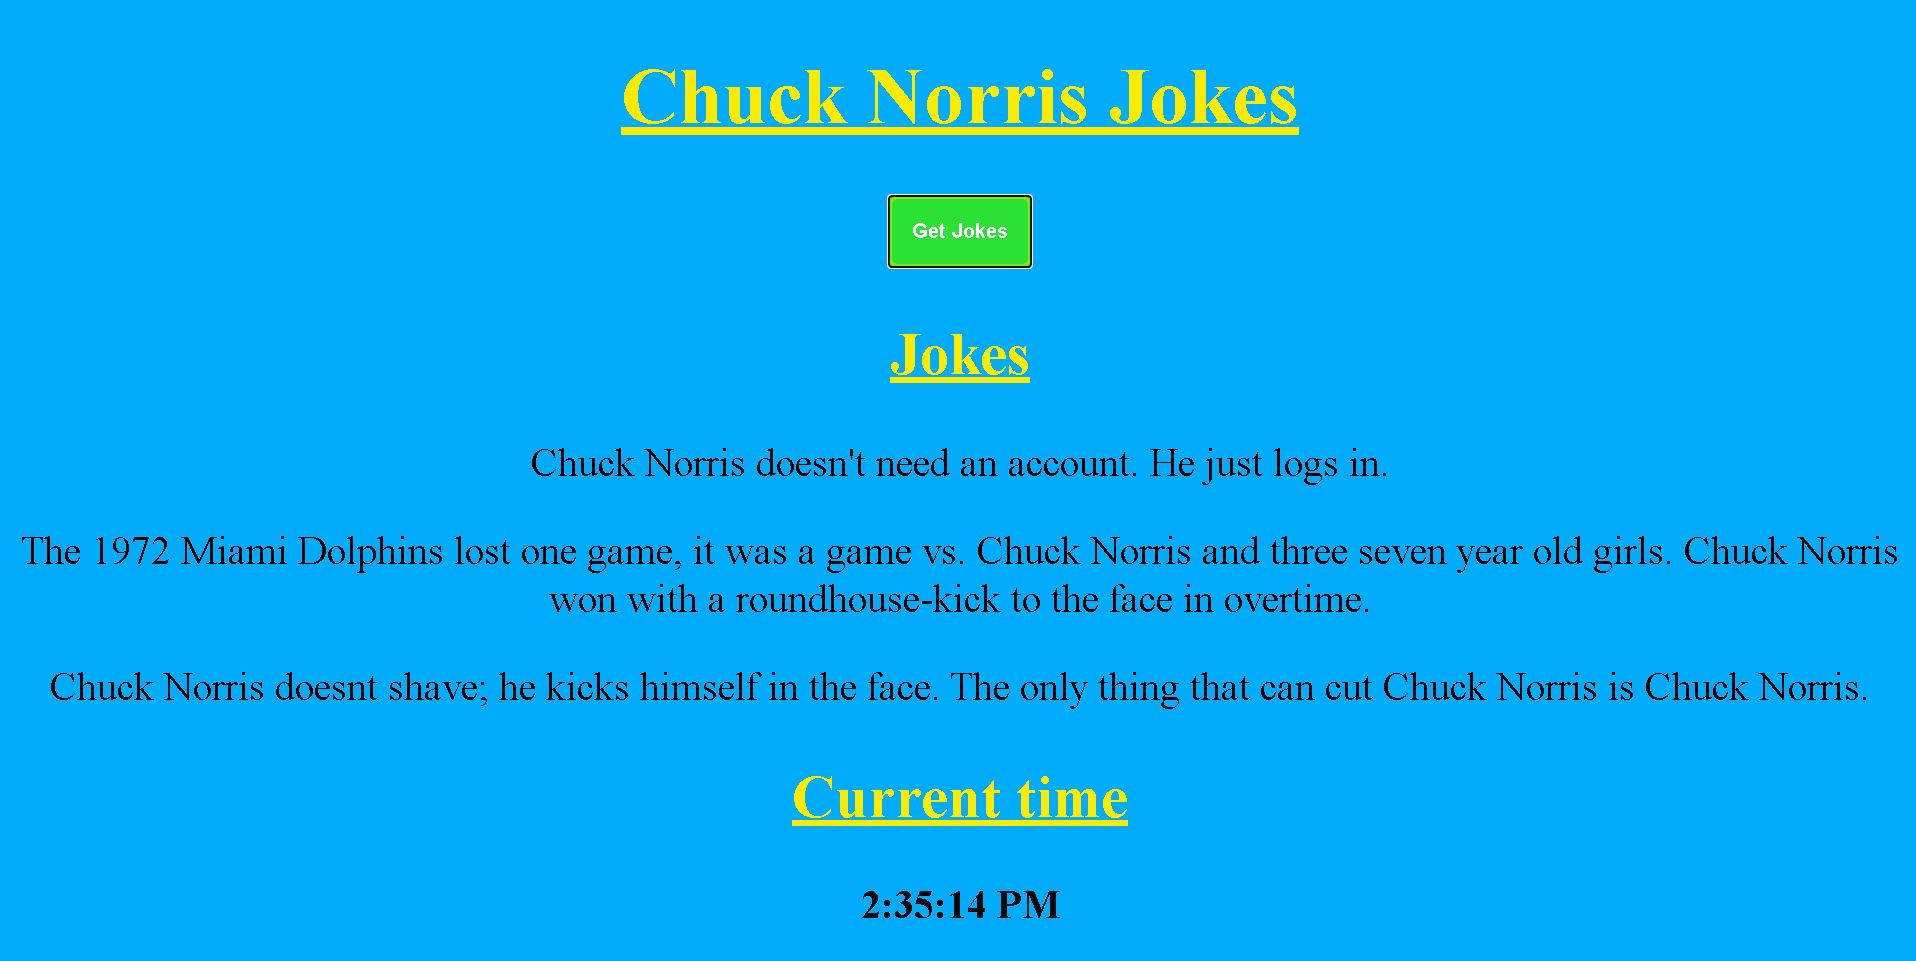 Chuck Norris Jokes
Get Jokes
Jokes
Chuck Norris doesn't need an account. He just logs in.
The 1972 Miami Dolphins lost one game, it was a game vs. Chuck Norris and three seven year old girls. Chuck Norris
won with a roundhouse-kick to the face in overtime.
Chuck Norris doesnt shave; he kicks himself in the face. The only thing that can cut Chuck Norris is Chuck Norris.
Current time
2:35:14 PM